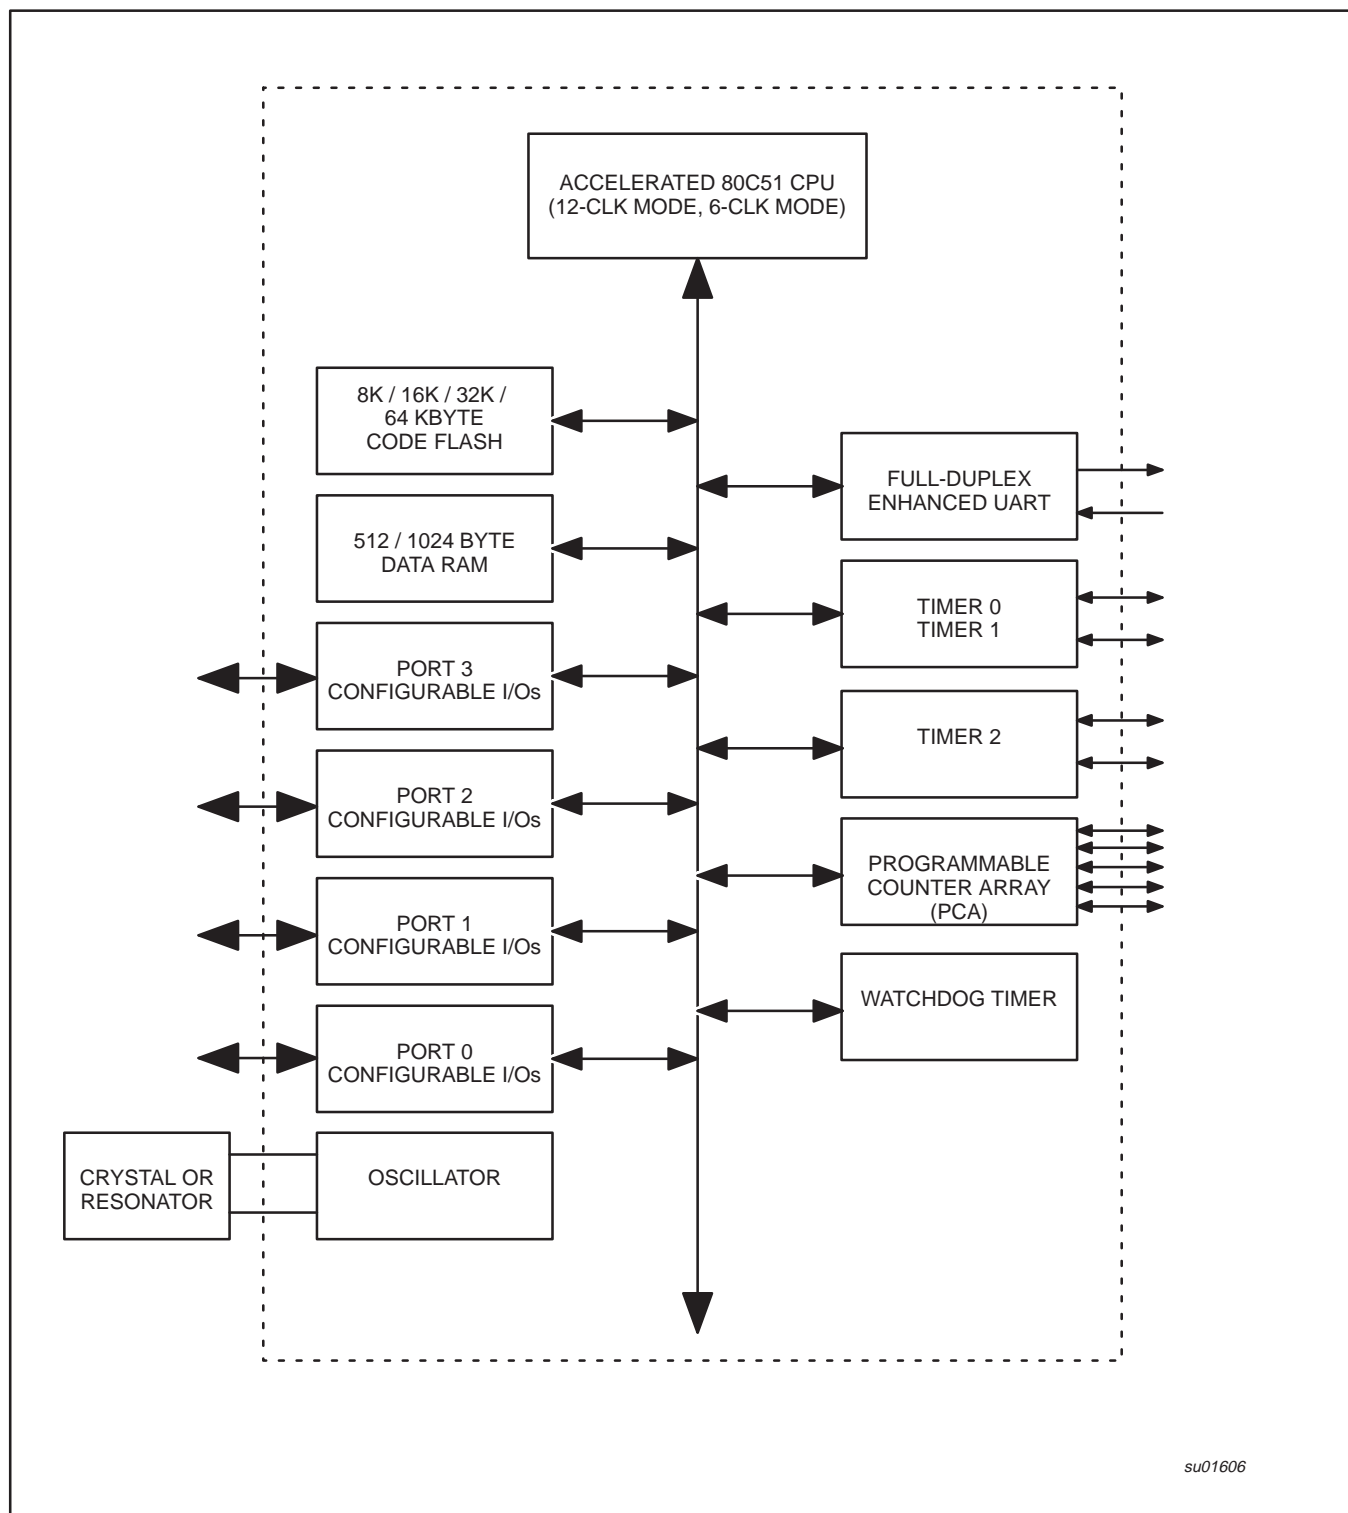 ACCELERATED 80C51 CPU
(12-CLK MODE, 6-CLK MODE)
8K / 16K / 32K /
64 KBYTE
CODE FLASH
512 / 1024 BYTE
DATA RAM
PORT 3
CONFIGURABLE I/Os
PORT 2
CONFIGURABLE I/Os
PORT 1
CONFIGURABLE I/Os
PORT 0
CONFIGURABLE I/Os
CRYSTAL OR
RESONATOR
OSCILLATOR
FULL-DUPLEX
ENHANCED UART
TIMER 0
TIMER 1
TIMER 2
PROGRAMMABLE
COUNTER ARRAY
(PCA)
WATCHDOG TIMER
su01606